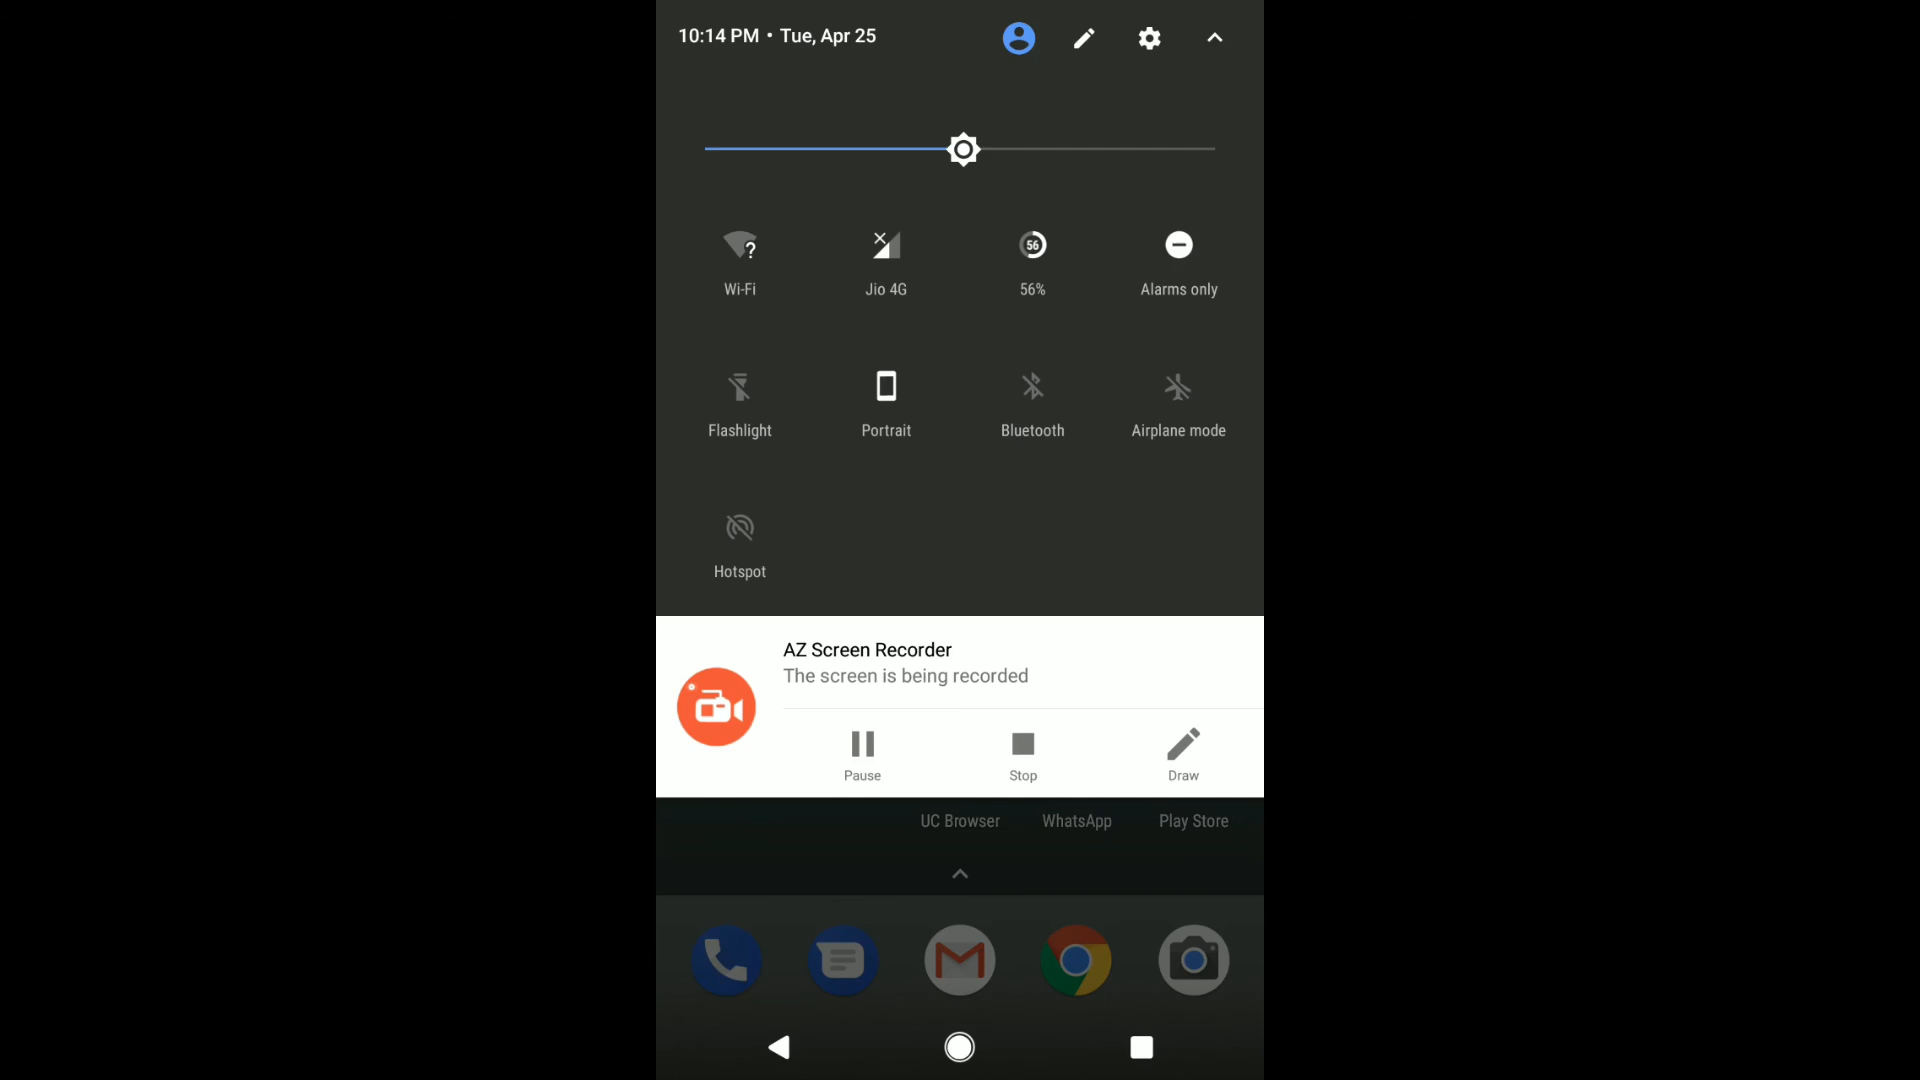 10:14 PM • Tue, Apr 25
Wi-Fi
Jio 4G
56
56%
Alarms only
Flashlight
Portrait
Bluetooth
Airplane mode
Hotspot
AZ Screen Recorder
The screen is being recorded
Pause
Stop
Draw
UC Browser
WhatsApp
Play Store